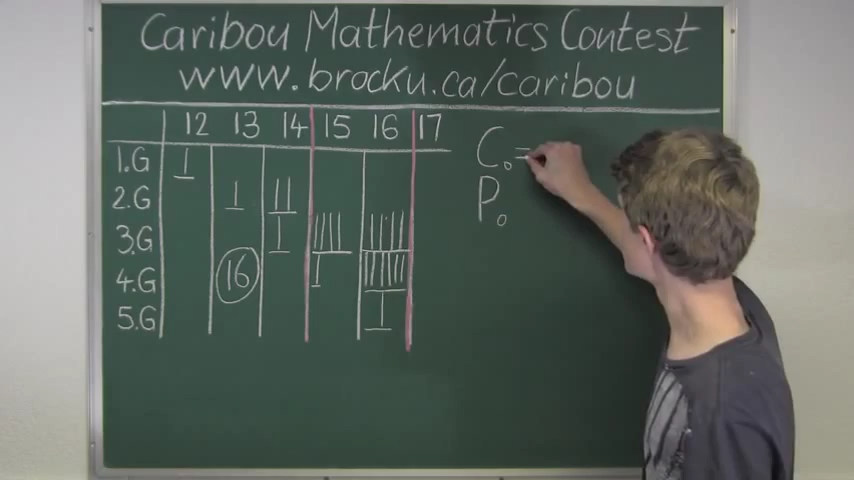 Caribou Mathematics Contest
www.brocku.ca/caribou
12 13 14 15 16 17
1.G
2.G
3.G
4.G 16
5.G
C₀=
P₀